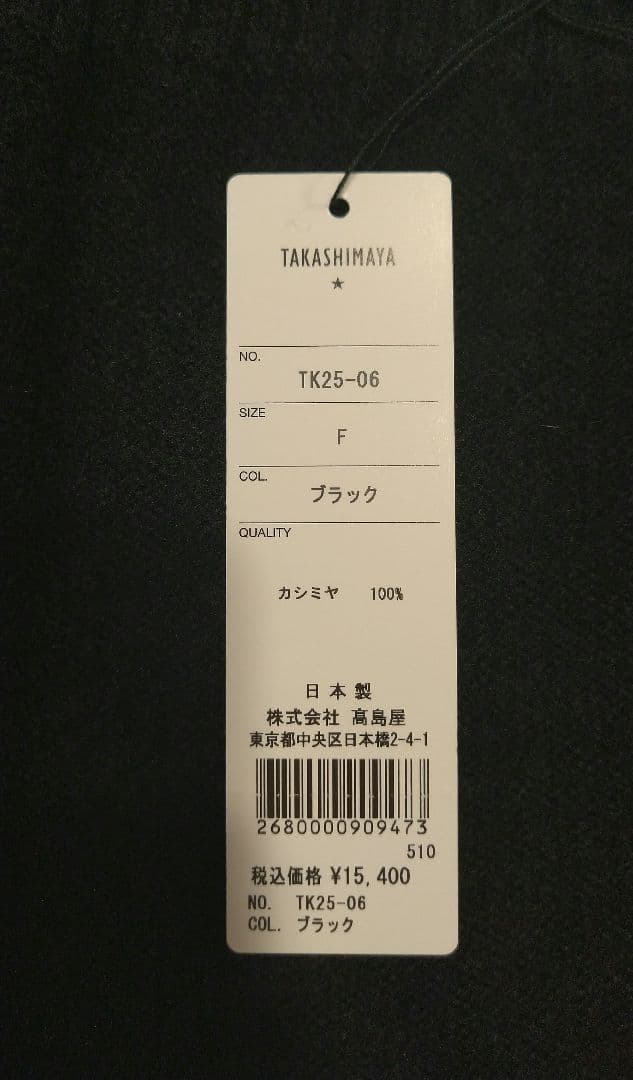 TAKASHIMAYA
★
NO.
TK25-06
SIZE
F
COL.
ブラック
QUALITY
カシミヤ 100%
日本製
株式会社 髙島屋
東京都中央区日本橋2-4-1
2680000909473
510
税込価格 ¥15,400
NO. TK25-06
COL. ブラック